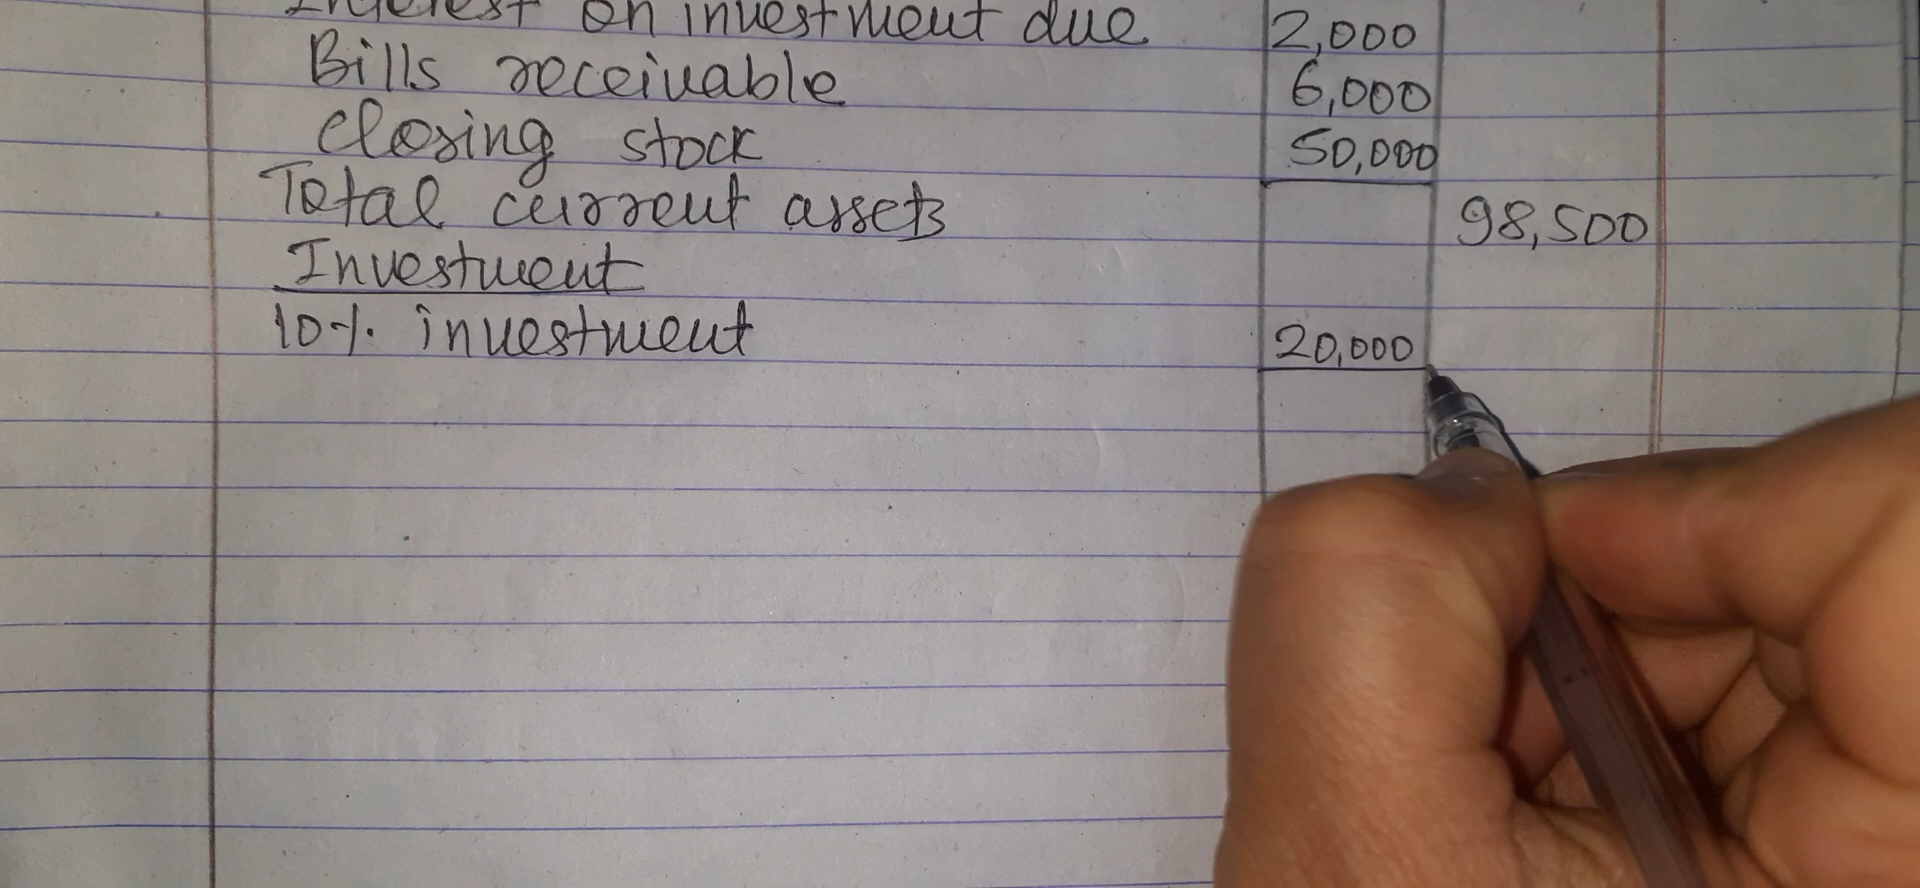 Interest on investment due 2,000
Bills receivable 6,000
Closing stock 50,000
Total current assets 98,500
Investment
10% investment 20,000